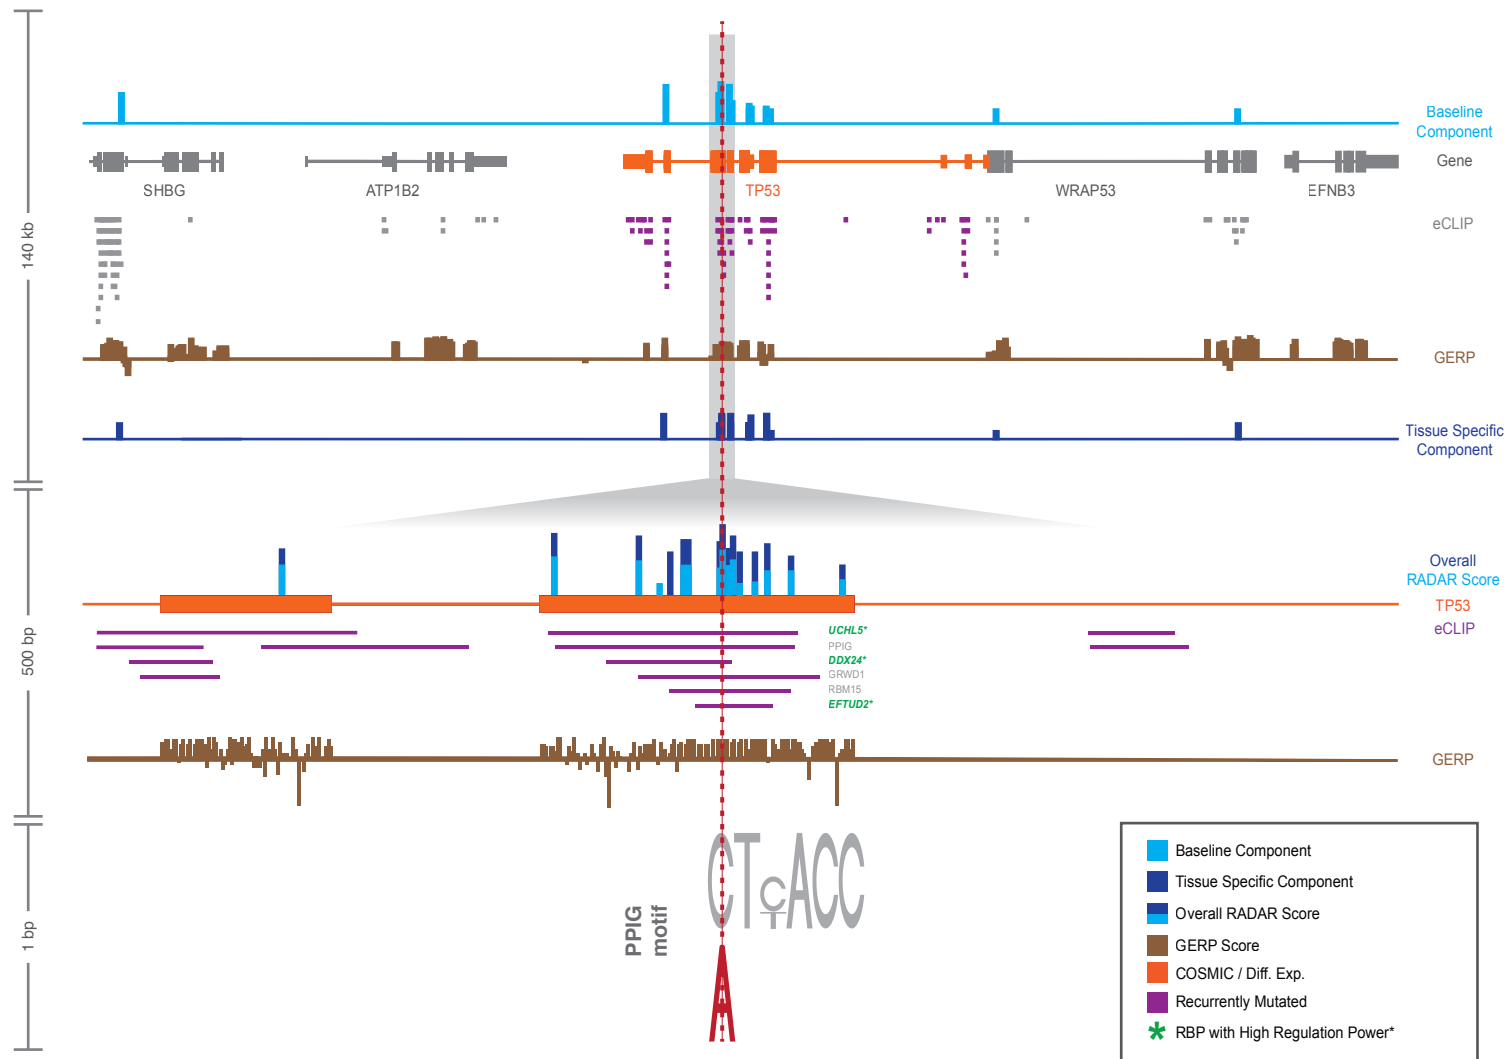 Baseline
Component
Gene
SHBG
ATP1B2
TP53
WRAP53
EFNB3
eCLIP
140 kb
GERP
Tissue Specific
Component
Overall
RADAR Score
TP53
eCLIP
UCHL5*
PPIG
DDX24*
GRWD1
RBM15
EFTUD2*
500 bp
GERP
CTCTACC
PPIG
motif
A
1 bp
Baseline Component
Tissue Specific Component
Overall RADAR Score
GERP Score
COSMIC / Diff. Exp.
Recurrently Mutated
* RBP with High Regulation Power*